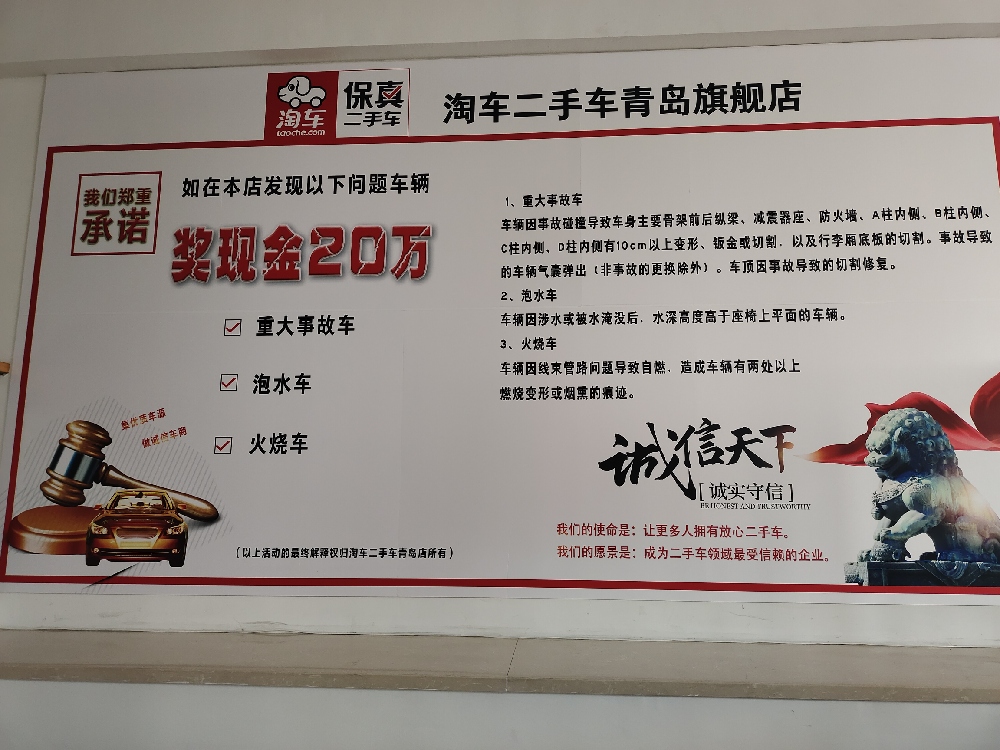 淘车
taoche.com
保真
二手车
淘车二手车青岛旗舰店
我们郑重
承诺
如在本店发现以下问题车辆
奖现金20万
重大事故车
泡水车
火烧车
做诚信车商
(以上活动的最终解释权归淘车二手车青岛店所有)
1、重大事故车
车辆因事故碰撞导致车身主要骨架前后纵梁、减震器座、防火墙、A柱内侧、B柱内侧、
C柱内侧、D柱内侧有10cm以上变形、钣金或切割，以及行李厢底板的切割。事故导致
的车辆气囊弹出（非事故的更换除外）。车顶因事故导致的切割修复。
2、泡水车
车辆因涉水或被水淹没后，水深高度高于座椅上平面的车辆。
3、火烧车
车辆因线束管路问题导致自燃，造成车辆有两处以上
燃烧变形或烟熏的痕迹。
诚信天下
[诚实守信]
BE HONEST AND TRUSTWORTHY
我们的使命是：让更多人拥有放心二手车。
我们的愿景是：成为二手车领域最受信赖的企业。